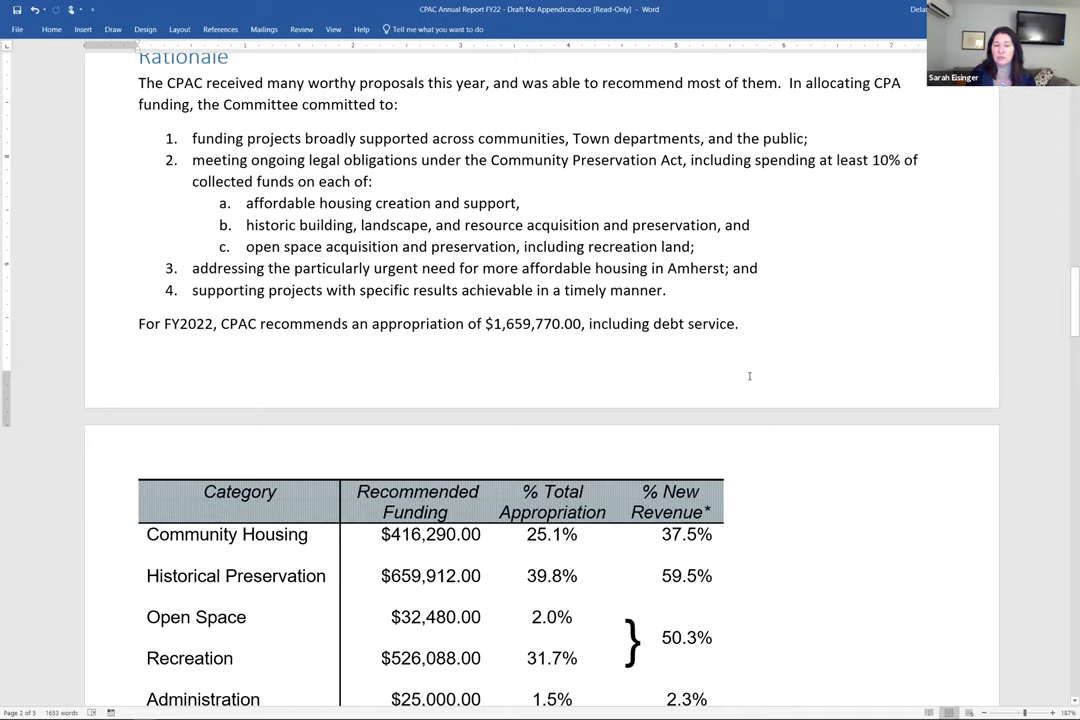 CPAC Annual Report FY22 - Draft No Appendices.docx [Read-Only] - Word
File Home Insert Draw Design Layout References Mailings Review View Help Tell me what you want to do
Sarah Eisinger
Rationale
The CPAC received many worthy proposals this year, and was able to recommend most of them. In allocating CPA
funding, the Committee committed to:
1. funding projects broadly supported across communities, Town departments, and the public;
2. meeting ongoing legal obligations under the Community Preservation Act, including spending at least 10% of
collected funds on each of:
a. affordable housing creation and support,
b. historic building, landscape, and resource acquisition and preservation, and
c. open space acquisition and preservation, including recreation land;
3. addressing the particularly urgent need for more affordable housing in Amherst; and
4. supporting projects with specific results achievable in a timely manner.
For FY2022, CPAC recommends an appropriation of $1,659,770.00, including debt service.
Category Recommended Funding % Total Appropriation % New Revenue*
Community Housing $416,290.00 25.1% 37.5%
Historical Preservation $659,912.00 39.8% 59.5%
Open Space $32,480.00 2.0%
} 50.3%
Recreation $526,088.00 31.7%
Administration $25,000.00 1.5% 2.3%
Page 2 of 5 1653 words 187%